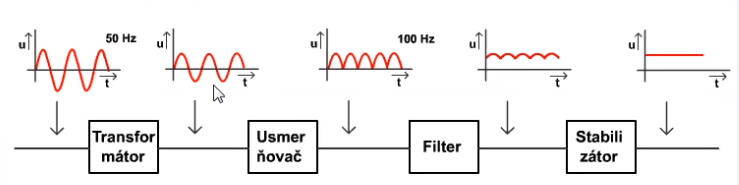 u
50 Hz
t
u
t
u
100 Hz
t
u
t
u
t
Transfor
mátor
Usmer
ňovač
Filter
Stabili
zátor